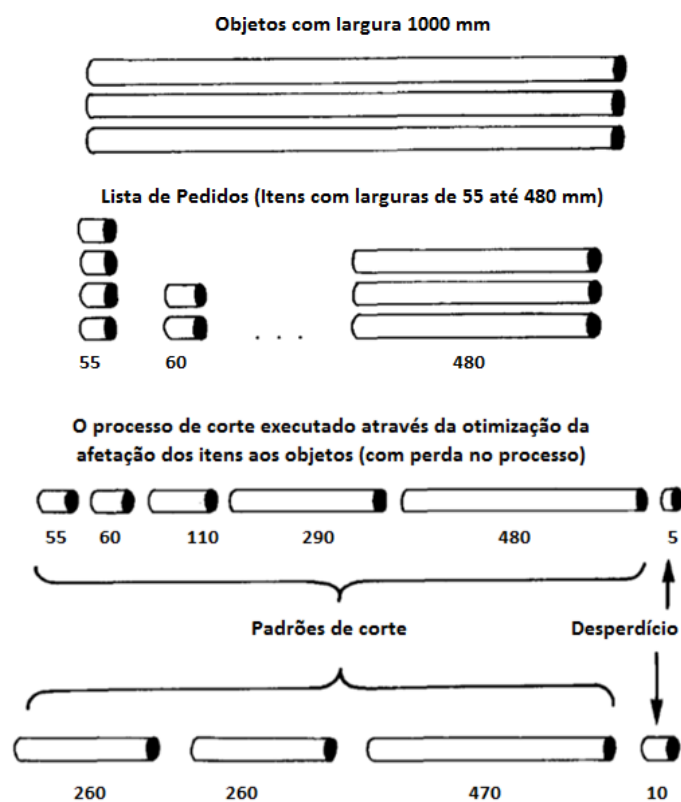 Objetos com largura 1000 mm
Lista de Pedidos (Itens com larguras de 55 até 480 mm)
55 60 . . . 480
O processo de corte executado através da otimização da
afetação dos itens aos objetos (com perda no processo)
55 60 110 290 480 5
Padrões de corte Desperdício
260 260 470 10